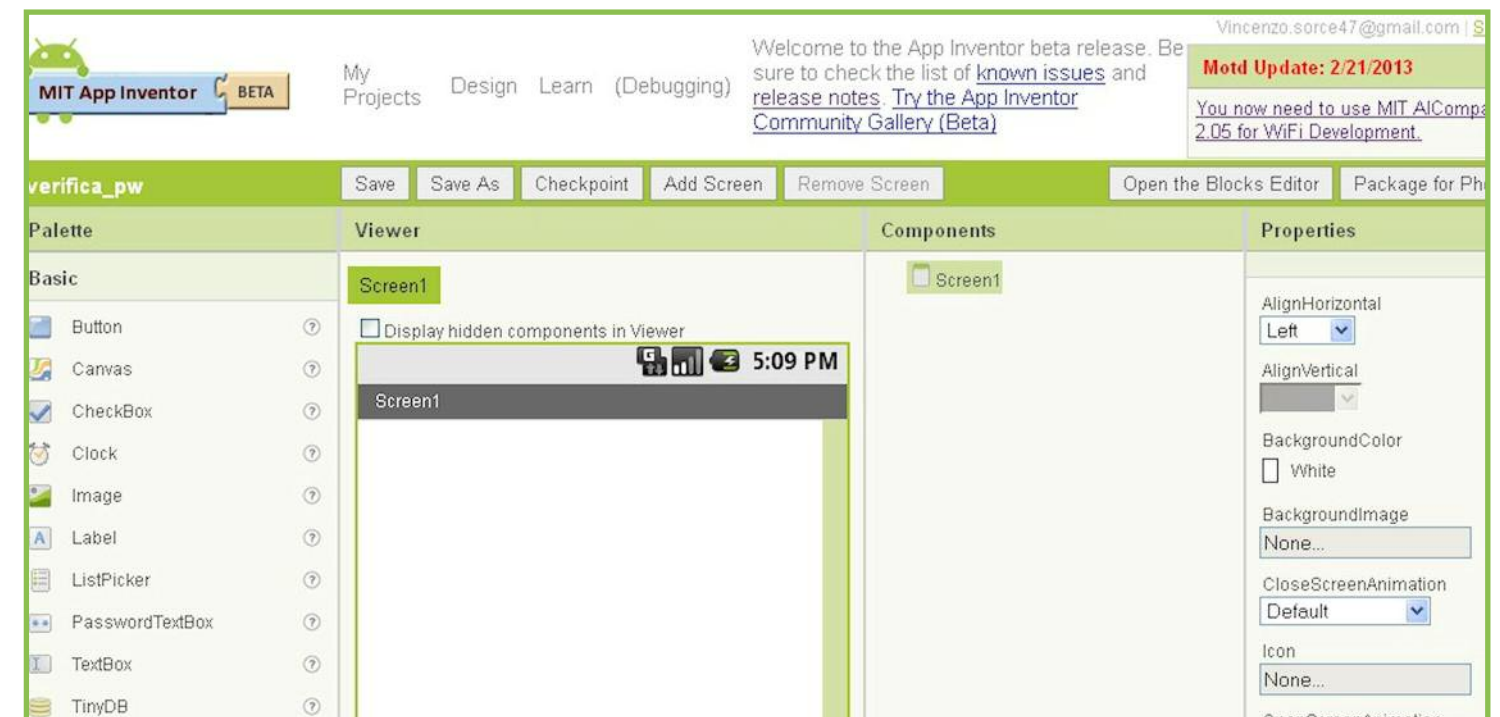 Vincenzo.sorce47@gmail.com |
MIT App Inventor BETA
My Projects
Design
Learn
(Debugging)
Welcome to the App Inventor beta release. Be
sure to check the list of known issues and
release notes. Try the App Inventor
Community Gallery (Beta)
Motd Update: 2/21/2013
You now need to use MIT AICompa
2.05 for WiFi Development.
verifica_pw
Save
Save As
Checkpoint
Add Screen
Remove Screen
Open the Blocks Editor
Package for Ph
Palette
Viewer
Components
Properties
Basic
Button
Canvas
CheckBox
Clock
Image
Label
ListPicker
PasswordTextBox
TextBox
TinyDB
Screen1
Display hidden components in Viewer
5:09 PM
Screen1
Screen1
AlignHorizontal
Left
AlignVertical
BackgroundColor
White
BackgroundImage
None...
CloseScreenAnimation
Default
Icon
None...